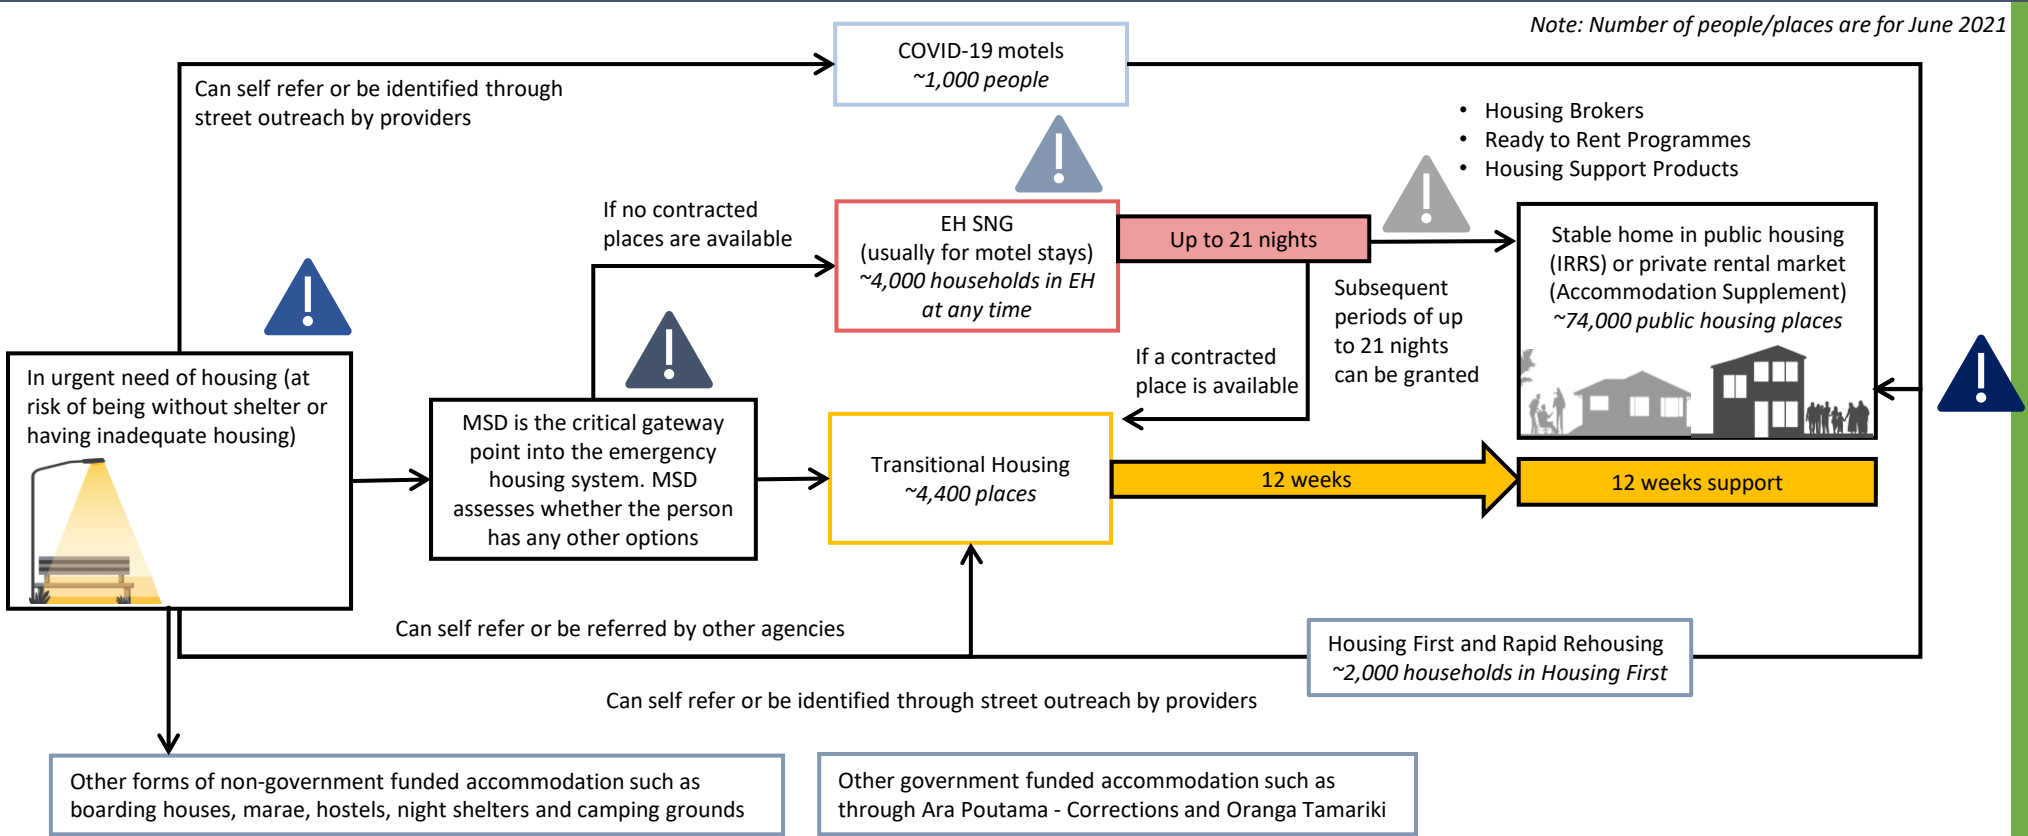 Note: Number of people/places are for June 2021
COVID-19 motels
~1,000 people
Can self refer or be identified through
street outreach by providers
• Housing Brokers
• Ready to Rent Programmes
• Housing Support Products
If no contracted
places are available
EH SNG
(usually for motel stays)
~4,000 households in EH
at any time
Up to 21 nights
Stable home in public housing
(IRRS) or private rental market
(Accommodation Supplement)
~74,000 public housing places
Subsequent
periods of up
to 21 nights
can be granted
If a contracted
place is available
In urgent need of housing (at
risk of being without shelter or
having inadequate housing)
MSD is the critical gateway
point into the emergency
housing system. MSD
assesses whether the person
has any other options
Transitional Housing
~4,400 places
12 weeks
12 weeks support
Can self refer or be referred by other agencies
Housing First and Rapid Rehousing
~2,000 households in Housing First
Can self refer or be identified through street outreach by providers
Other forms of non-government funded accommodation such as
boarding houses, marae, hostels, night shelters and camping grounds
Other government funded accommodation such as
through Ara Poutama - Corrections and Oranga Tamariki